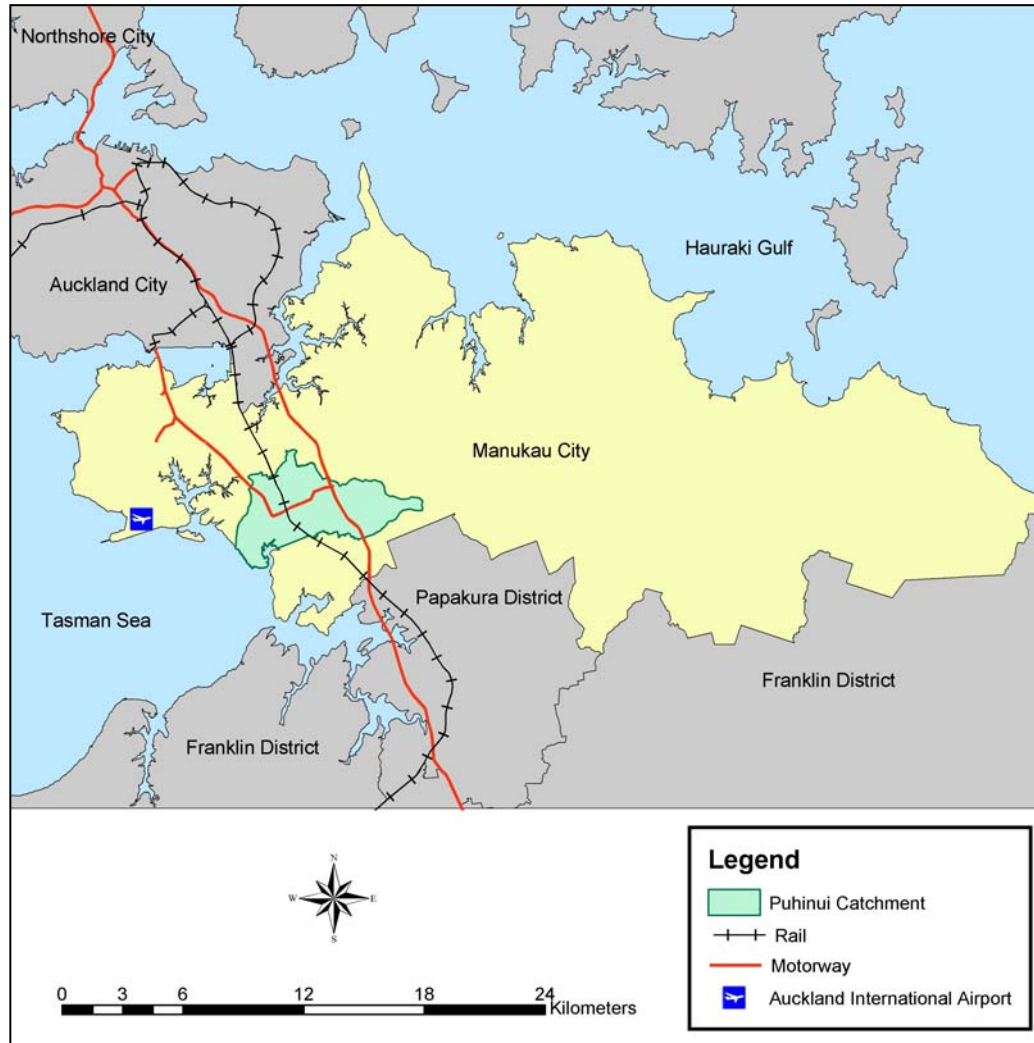 Northshore City
Hauraki Gulf
Auckland City
Manukau City
Papakura District
Tasman Sea
Franklin District
Franklin District
N
W E
S
0 3 6 12 18 24
Kilometers
Legend
Puhinui Catchment
Rail
Motorway
Auckland International Airport